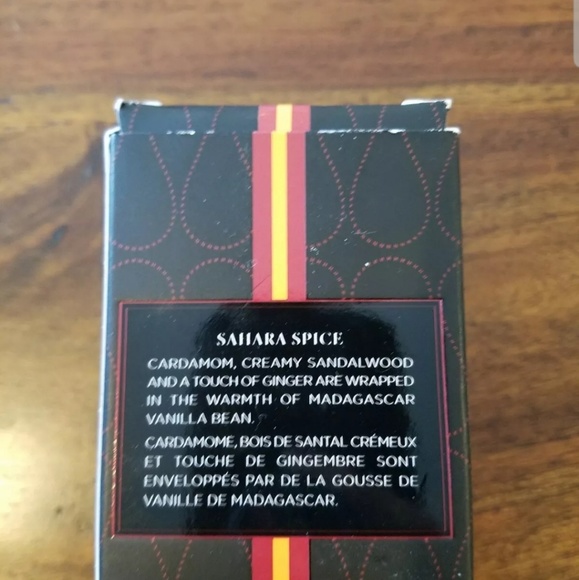 SAHARA SPICE
CARDAMOM, CREAMY SANDALWOOD
AND A TOUCH OF GINGER ARE WRAPPED
IN THE WARMTH OF MADAGASCAR
VANILLA BEAN.
CARDAMOME, BOIS DE SANTAL CRÉMEUX
ET TOUCHE DE GINGEMBRE SONT
ENVELOPPÉS PAR DE LA GOUSSE DE
VANILLE DE MADAGASCAR.